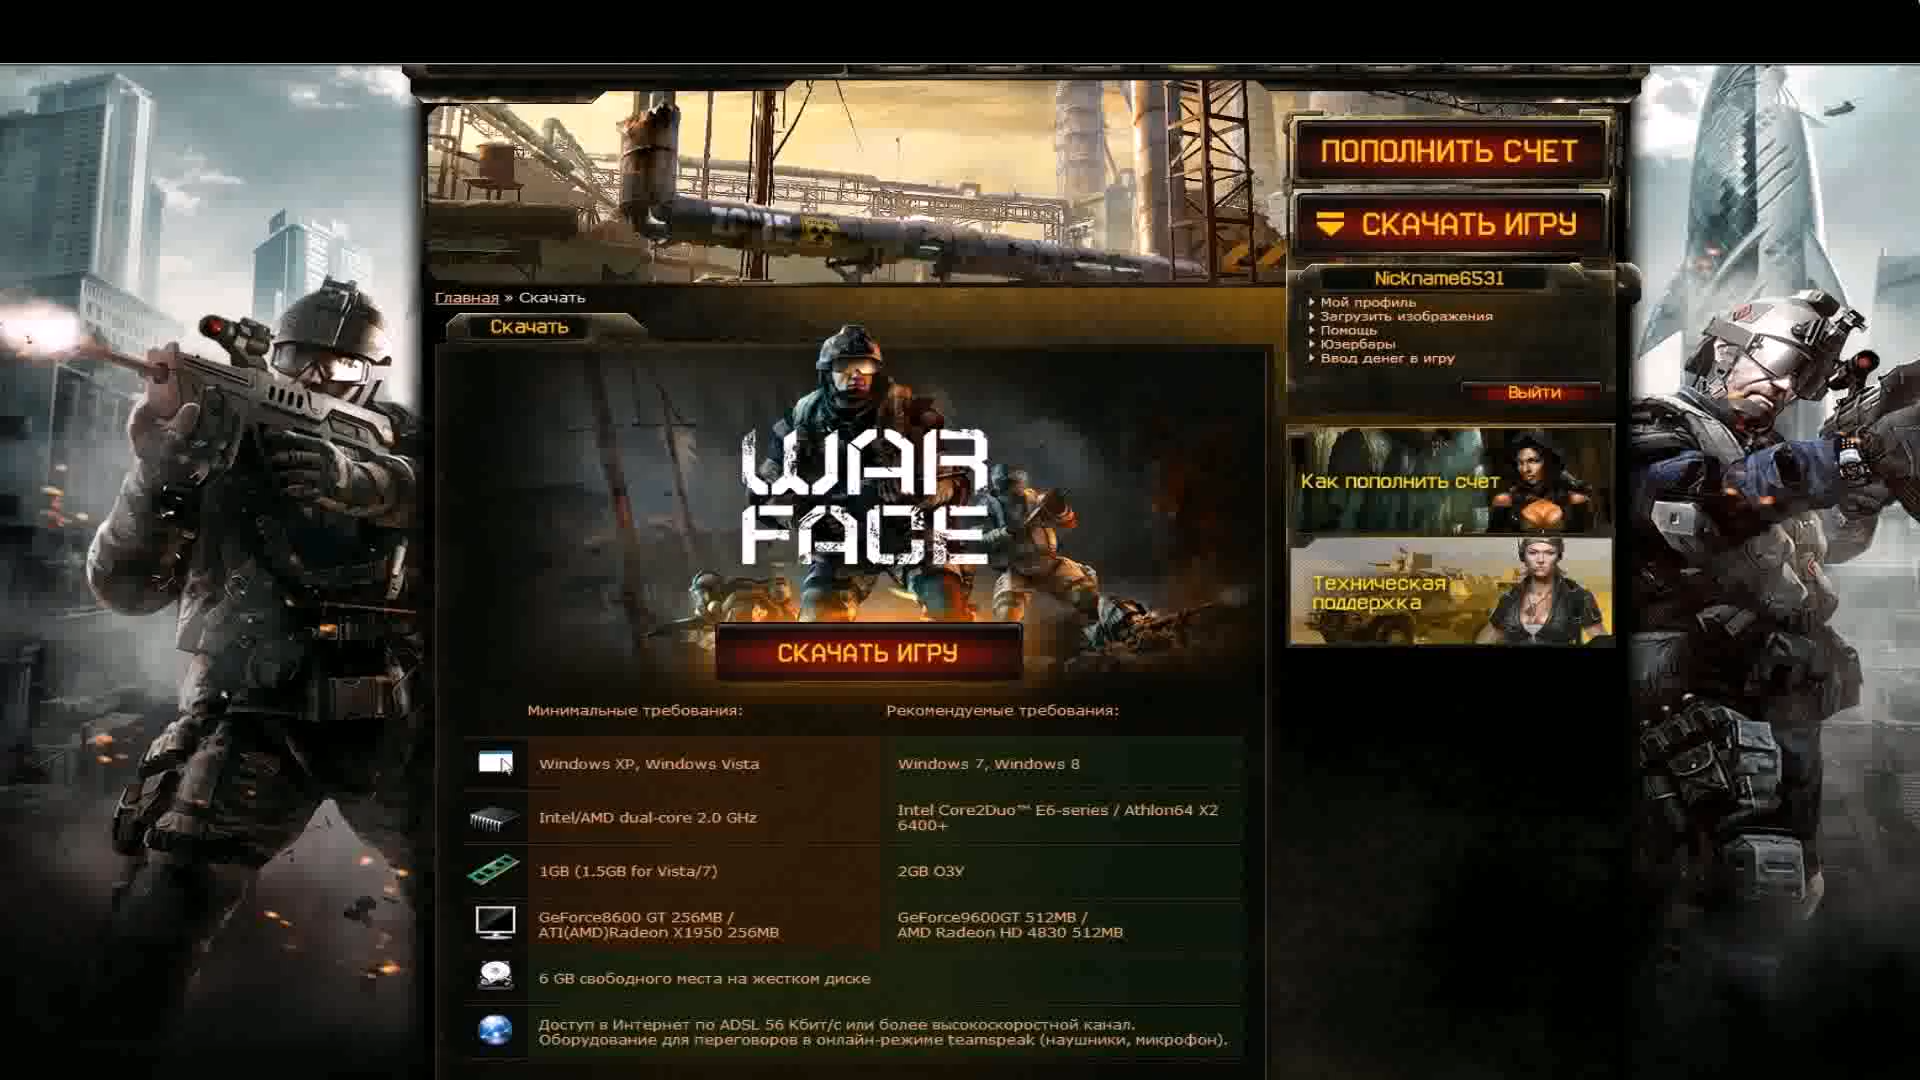 ПОПОЛНИТЬ СЧЕТ
СКАЧАТЬ ИГРУ
Nickname6531
Мой профиль
Загрузить изображения
Помощь
Юзербары
Ввод денег в игру
Выйти
Как пополнить счет
Техническая
поддержка
Главная » Скачать
Скачать
WAR
FACE
СКАЧАТЬ ИГРУ
Минимальные требования:
Рекомендуемые требования:
Windows XP, Windows Vista
Windows 7, Windows 8
Intel/AMD dual-core 2.0 GHz
Intel Core2Duo™ E6-series / Athlon64 X2
6400+
1GB (1.5GB for Vista/7)
2GB ОЗУ
GeForce8600 GT 256MB /
ATI(AMD)Radeon X1950 256MB
GeForce9600GT 512MB /
AMD Radeon HD 4830 512MB
6 GB свободного места на жестком диске
Доступ в Интернет по ADSL 56 Кбит/с или более высокоскоростной канал.
Оборудование для переговоров в онлайн-режиме teamspeak (наушники, микрофон).